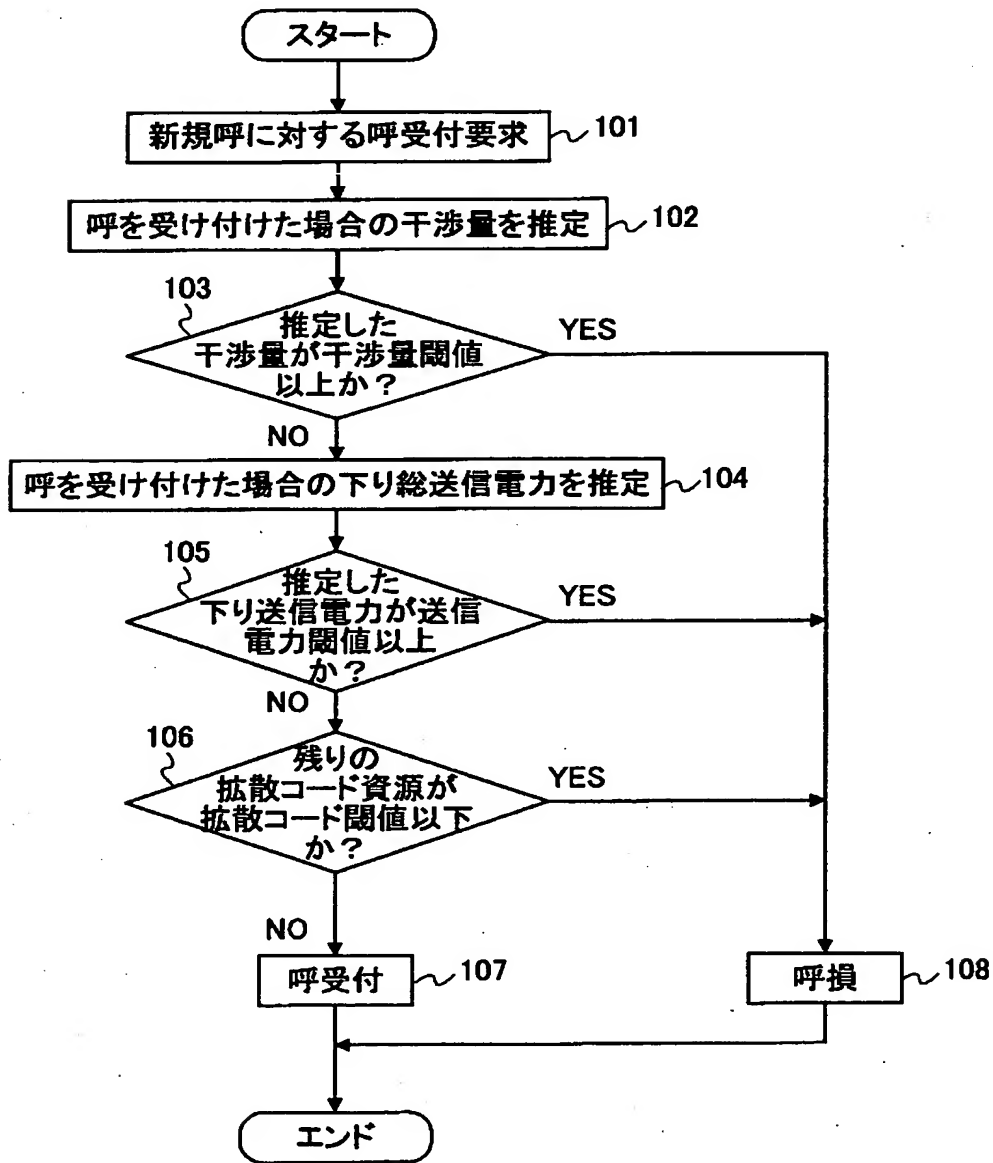 スタート
新規呼に対する呼受付要求
101
呼を受け付けた場合の干渉量を推定
102
103
推定した
干渉量が干渉量閾値
以上か？
YES
NO
呼を受け付けた場合の下り総送信電力を推定
104
105
推定した
下り送信電力が送信
電力閾値以上
か？
YES
NO
106
残りの
拡散コード資源が
拡散コード閾値以下
か？
YES
NO
呼受付
107
呼損
108
エンド